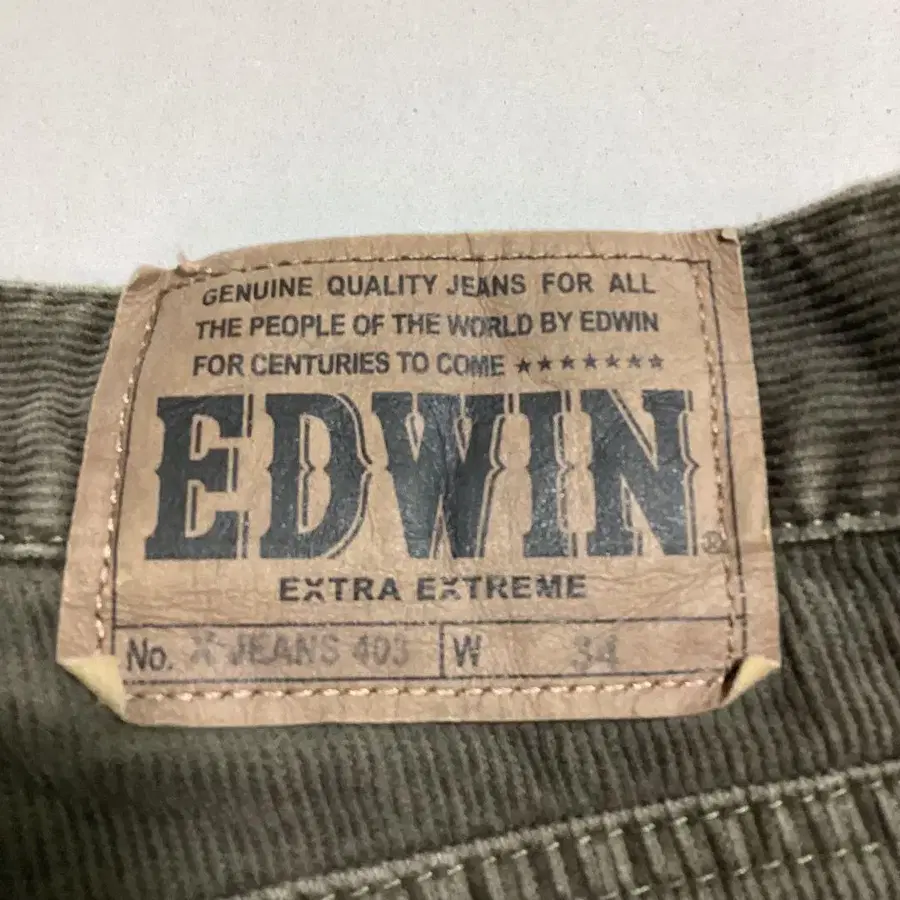 GENUINE QUALITY JEANS FOR ALL
THE PEOPLE OF THE WORLD BY EDWIN
FOR CENTURIES TO COME ★★★★★★★
EDWIN®
EXTRA EXTREME
No. X-JEANS 403 W 34